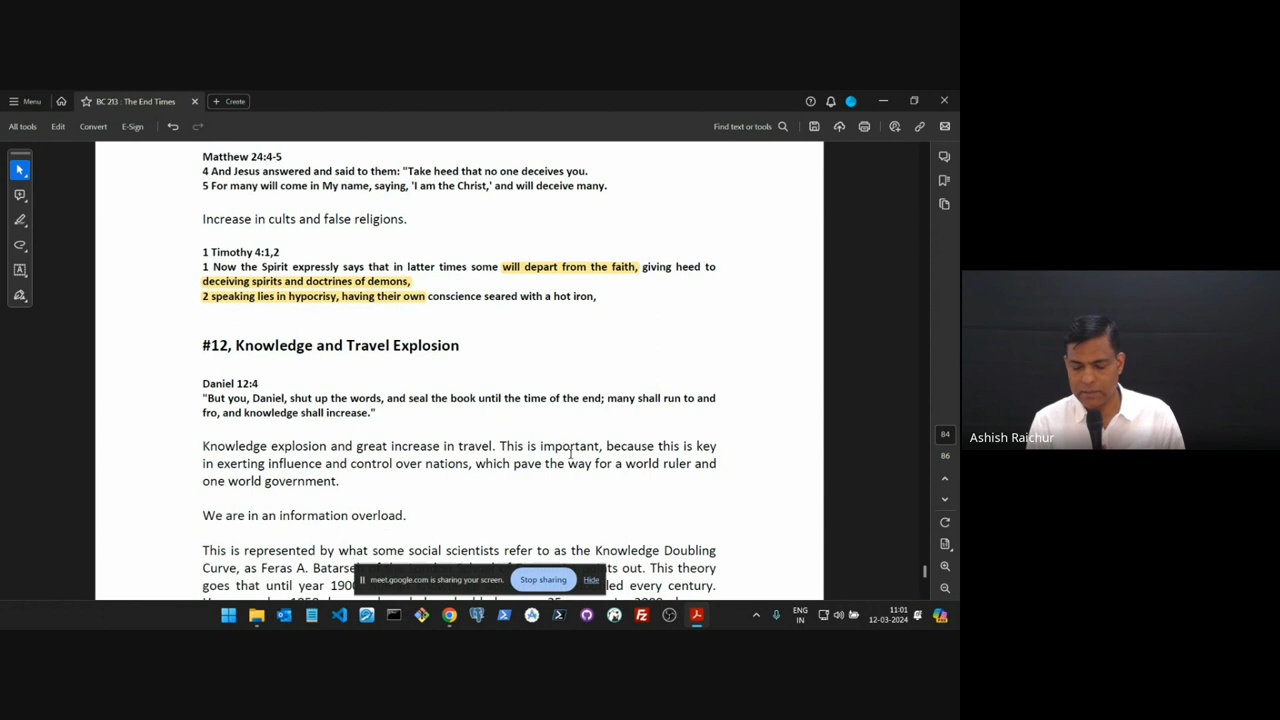 Menu
BC 213 : The End Times
Create
All tools
Edit
Convert
E-Sign
Find text or tools
Matthew 24:4-5
4 And Jesus answered and said to them: "Take heed that no one deceives you.
5 For many will come in My name, saying, 'I am the Christ,' and will deceive many.
Increase in cults and false religions.
1 Timothy 4:1,2
1 Now the Spirit expressly says that in latter times some will depart from the faith, giving heed to
deceiving spirits and doctrines of demons,
2 speaking lies in hypocrisy, having their own conscience seared with a hot iron,
#12, Knowledge and Travel Explosion
Daniel 12:4
"But you, Daniel, shut up the words, and seal the book until the time of the end; many shall run to and
fro, and knowledge shall increase."
Knowledge explosion and great increase in travel. This is important, because this is key
in exerting influence and control over nations, which pave the way for a world ruler and
one world government.
We are in an information overload.
This is represented by what some social scientists refer to as the Knowledge Doubling
Curve, as Feras A. Batarseh out. This theory
goes that until year 1900 every century.
meet.google.com is sharing your screen.
Stop sharing
Hide
84
86
Ashish Raichur
ENG
IN
11:01
12-03-2024